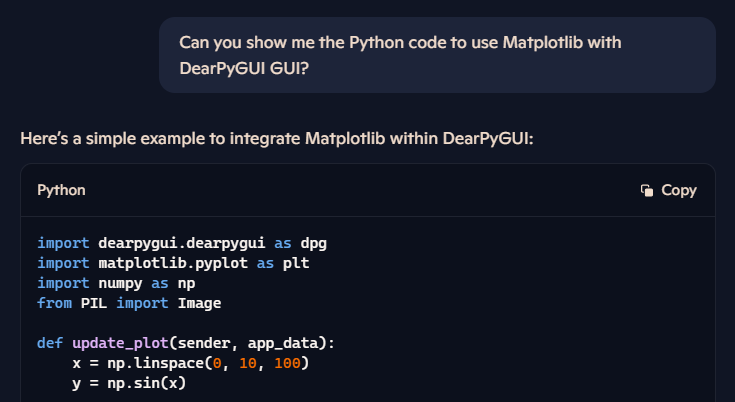 Can you show me the Python code to use Matplotlib with
DearPyGUI GUI?
Here's a simple example to integrate Matplotlib within DearPyGUI:
Python
Copy
import dearpygui.dearpygui as dpg
import matplotlib.pyplot as plt
import numpy as np
from PIL import Image

def update_plot(sender, app_data):
    x = np.linspace(0, 10, 100)
    y = np.sin(x)